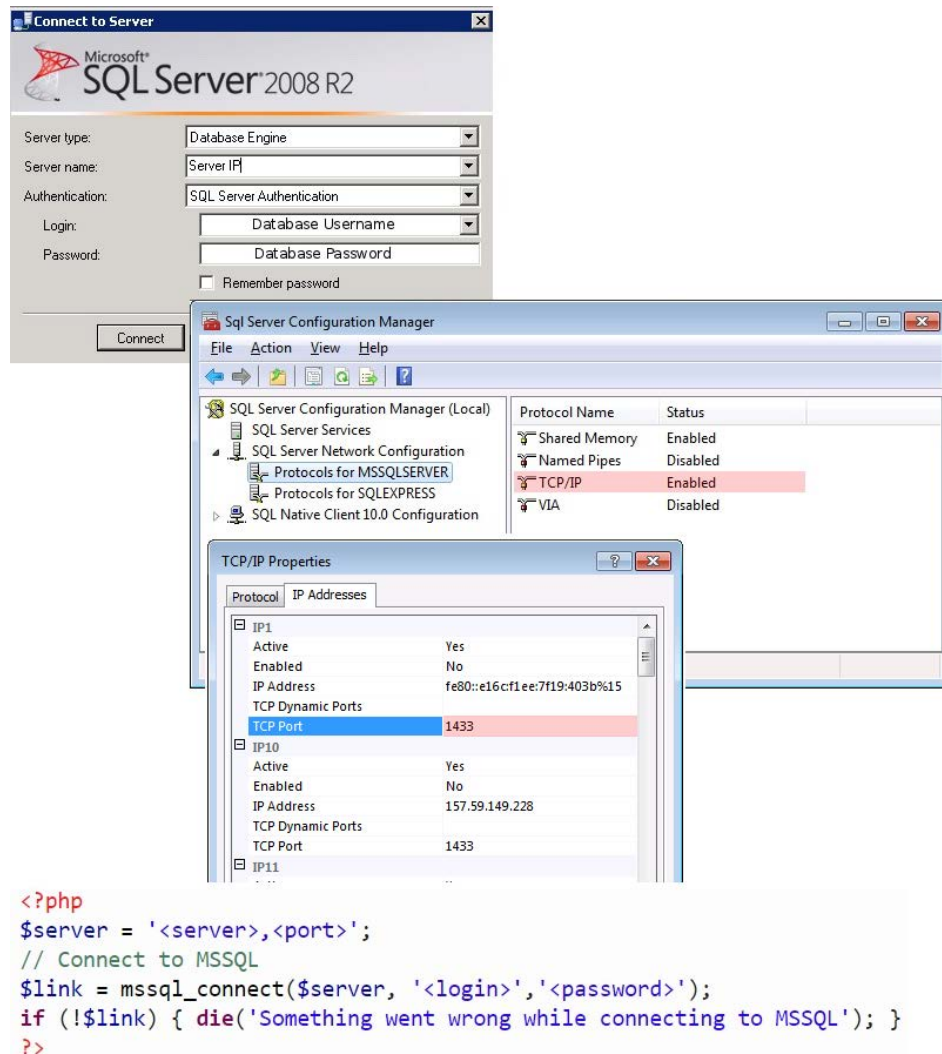 Connect to Server
Microsoft®
SQL Server® 2008 R2
Server type: Database Engine
Server name: Server IP
Authentication: SQL Server Authentication
Login: Database Username
Password: Database Password
Remember password
Connect
Sql Server Configuration Manager
File Action View Help
SQL Server Configuration Manager (Local)
SQL Server Services
SQL Server Network Configuration
Protocols for MSSQLSERVER
Protocols for SQLEXPRESS
SQL Native Client 10.0 Configuration
Protocol Name Status
Shared Memory Enabled
Named Pipes Disabled
TCP/IP Enabled
VIA Disabled
TCP/IP Properties
Protocol IP Addresses
IP1
Active Yes
Enabled No
IP Address fe80::e16c:f1ee:7f19:403b%15
TCP Dynamic Ports
TCP Port 1433
IP10
Active Yes
Enabled No
IP Address 157.59.149.228
TCP Dynamic Ports
TCP Port 1433
IP11
<?php
$server = '<server>,<port>';
// Connect to MSSQL
$link = mssql_connect($server, '<login>','<password>');
if (!$link) { die('Something went wrong while connecting to MSSQL'); }
?>